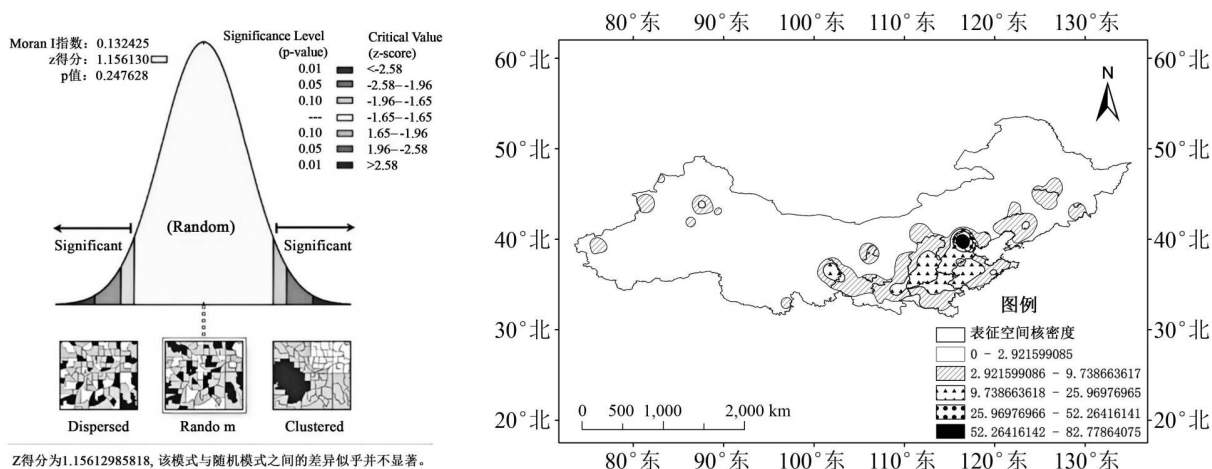 Moran I指数: 0.132425
z得分: 1.156130
p值: 0.247628
Significance Level
(p-value)
Critical Value
(z-score)
0.01 <-2.58
0.05 -2.58--1.96
0.10 -1.96--1.65
--- -1.65--1.65
0.10 1.65--1.96
0.05 1.96--2.58
0.01 >2.58
(Random)
Significant
Significant
Dispersed
Rando m
Clustered
Z得分为1.15612985818, 该模式与随机模式之间的差异似乎并不显著。
80°东 90°东 100°东 110°东 120°东 130°东
60°北 60°北
N
50°北 50°北
40°北 40°北
30°北 30°北
20°北 20°北
图例
表征空间核密度
0 - 2.921599085
2.921599086 - 9.738663617
9.738663618 - 25.96976965
25.96976966 - 52.26416141
52.26416142 - 82.77864075
0 500 1,000 2,000 km
80°东 90°东 100°东 110°东 120°东 130°东